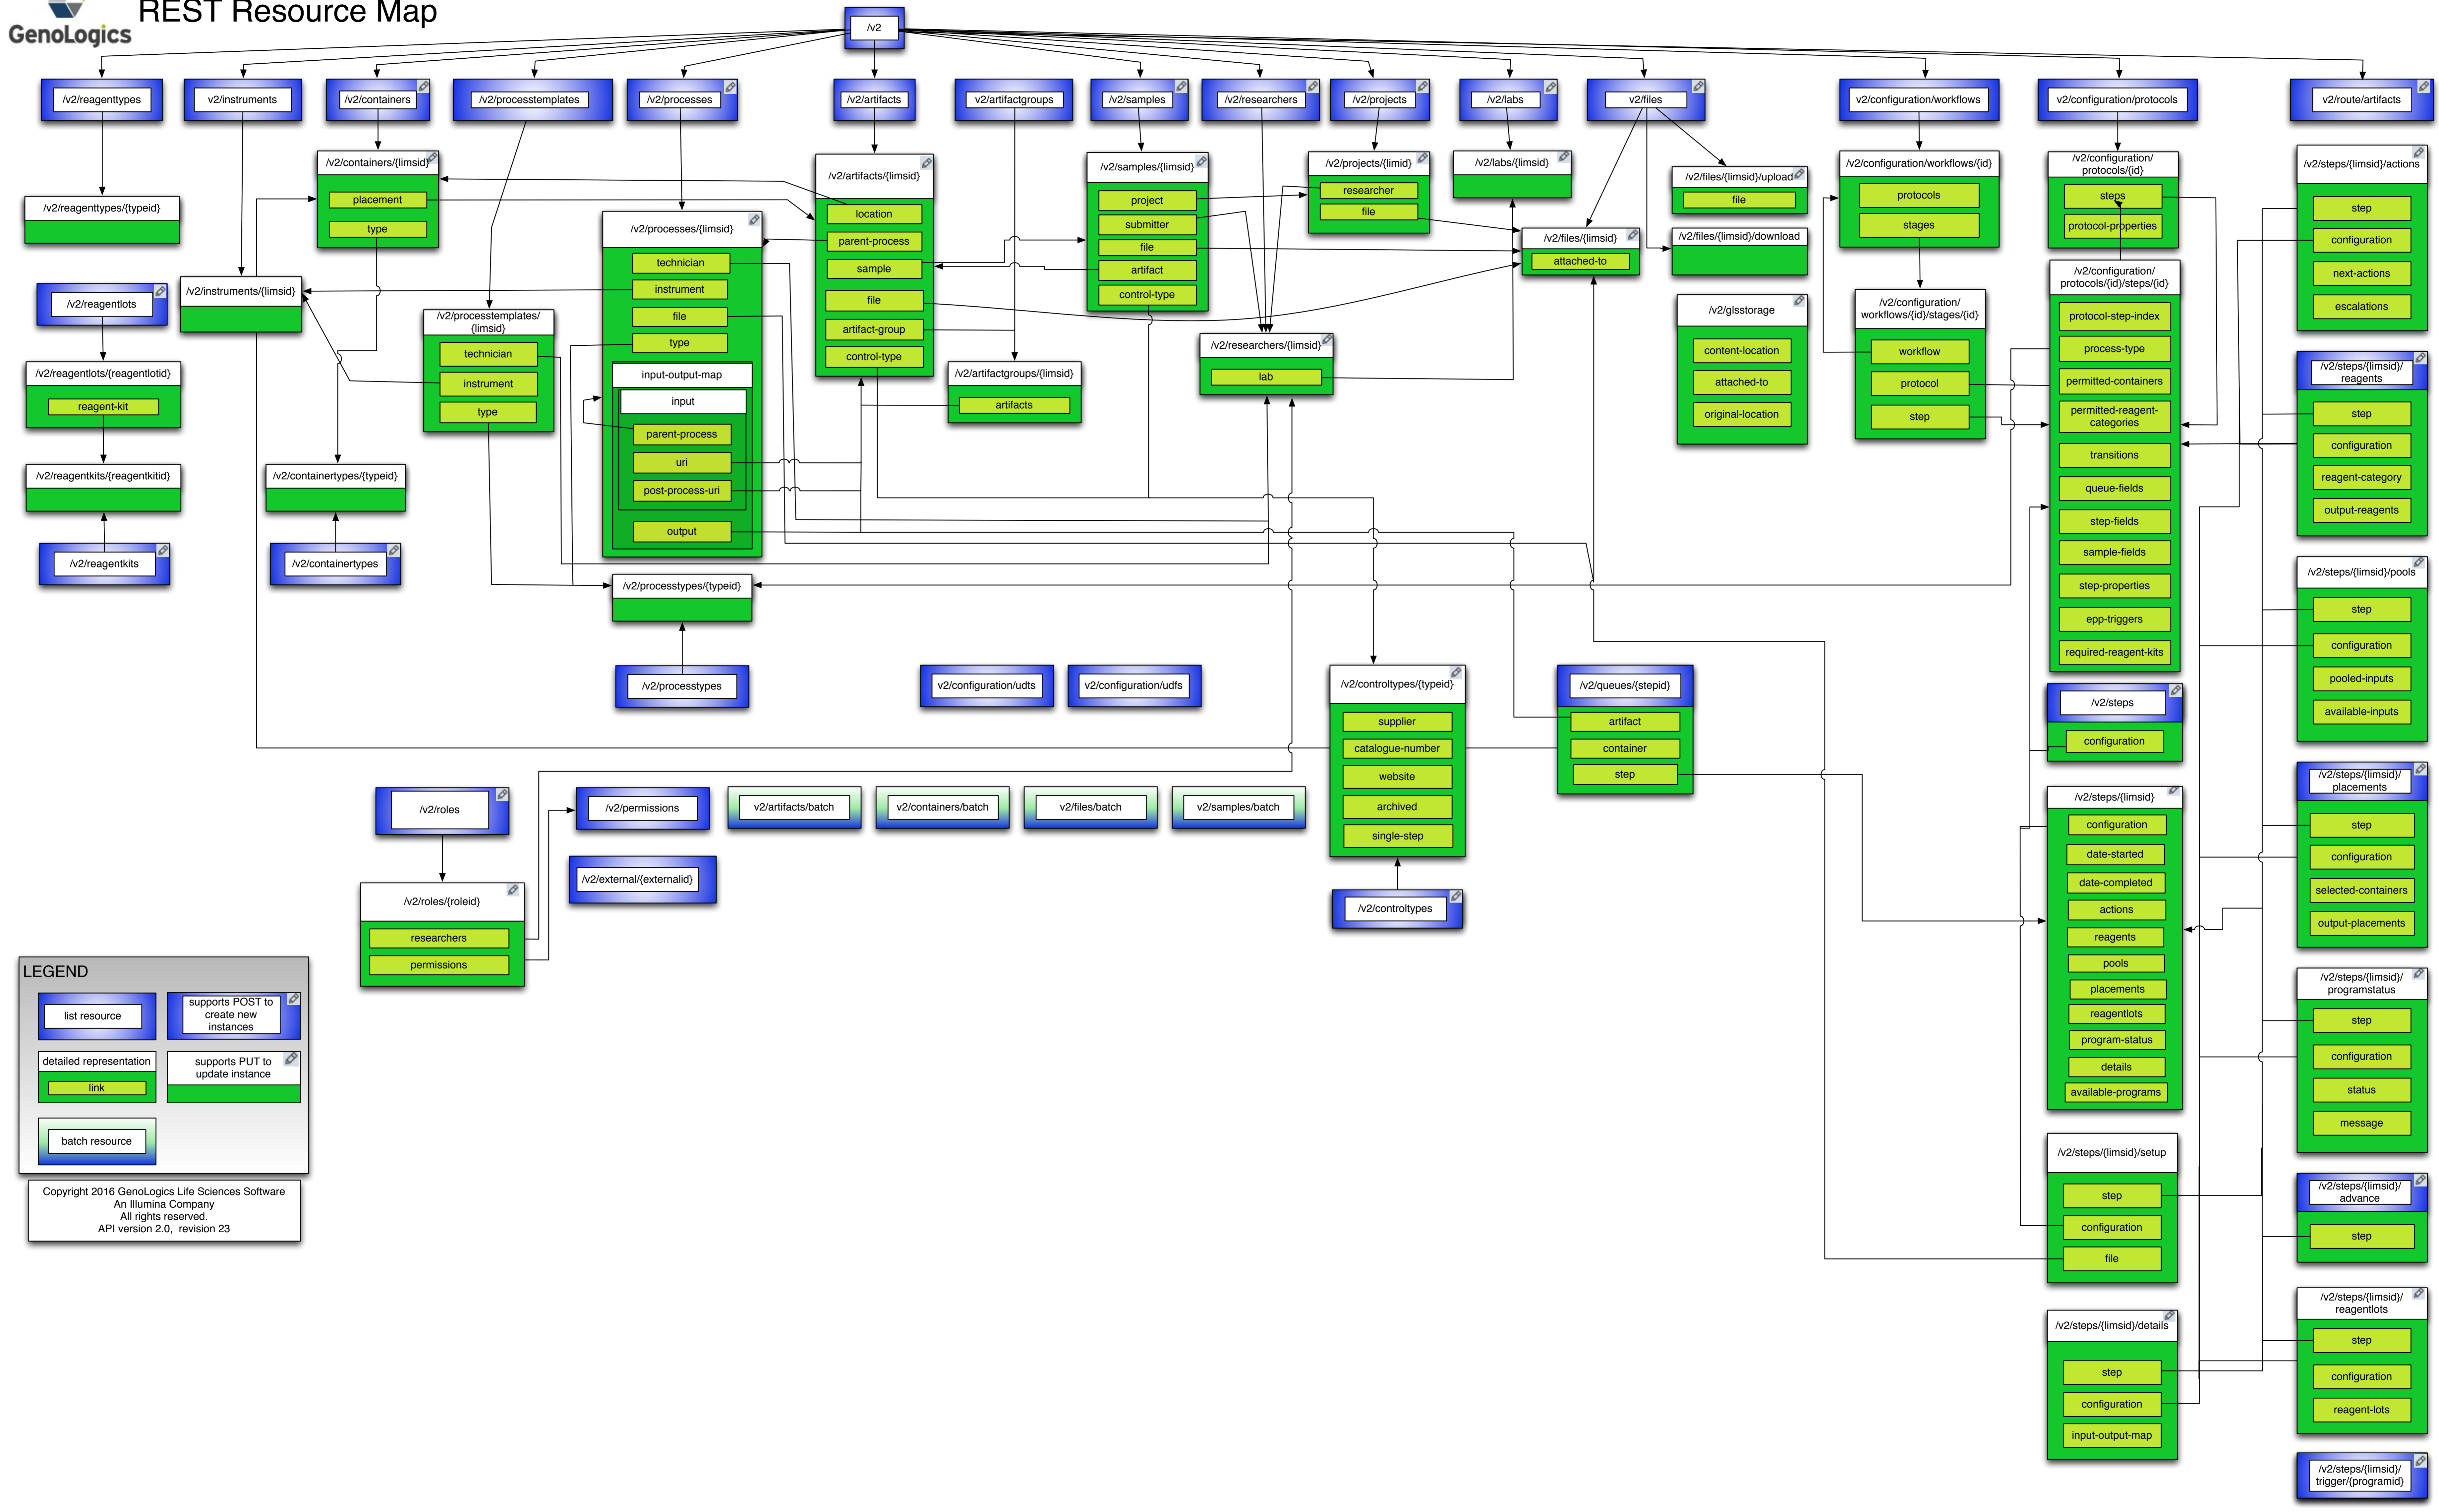 REST Resource Map
GenoLogics
/v2
/v2/reagenttypes
v2/instruments
/v2/containers
/v2/processtemplates
/v2/processes
/v2/artifacts
v2/artifactgroups
/v2/samples
/v2/researchers
/v2/projects
/v2/labs
v2/files
v2/configuration/workflows
v2/configuration/protocols
v2/route/artifacts
/v2/reagenttypes/{typeid}
/v2/reagentlots
/v2/reagentlots/{reagentlotid}
reagent-kit
/v2/reagentkits/{reagentkitid}
/v2/reagentkits
/v2/instruments/{limsid}
/v2/containers/{limsid}
placement
type
/v2/containertypes/{typeid}
/v2/containertypes
/v2/processtemplates/
{limsid}
technician
instrument
type
/v2/processes/{limsid}
technician
instrument
file
type
input-output-map
input
parent-process
uri
post-process-uri
output
/v2/processtypes/{typeid}
/v2/processtypes
/v2/artifacts/{limsid}
location
parent-process
sample
file
artifact-group
control-type
/v2/artifactgroups/{limsid}
artifacts
/v2/samples/{limsid}
project
submitter
file
artifact
control-type
/v2/researchers/{limsid}
lab
/v2/projects/{limid}
researcher
file
/v2/labs/{limsid}
/v2/files/{limsid}
attached-to
/v2/files/{limsid}/upload
file
/v2/files/{limsid}/download
/v2/glsstorage
content-location
attached-to
original-location
/v2/configuration/workflows/{id}
protocols
stages
/v2/configuration/
workflows/{id}/stages/{id}
workflow
protocol
step
/v2/configuration/
protocols/{id}
steps
protocol-properties
/v2/configuration/
protocols/{id}/steps/{id}
protocol-step-index
process-type
permitted-containers
permitted-reagent-
categories
transitions
queue-fields
step-fields
sample-fields
step-properties
epp-triggers
required-reagent-kits
/v2/steps
configuration
/v2/steps/{limsid}
configuration
date-started
date-completed
actions
reagents
pools
placements
reagentlots
program-status
details
available-programs
/v2/steps/{limsid}/setup
step
configuration
file
/v2/steps/{limsid}/details
step
configuration
input-output-map
/v2/steps/{limsid}/actions
step
configuration
next-actions
escalations
/v2/steps/{limsid}/
reagents
step
configuration
reagent-category
output-reagents
/v2/steps/{limsid}/pools
step
configuration
pooled-inputs
available-inputs
/v2/steps/{limsid}/
placements
step
configuration
selected-containers
output-placements
/v2/steps/{limsid}/
programstatus
step
configuration
status
message
/v2/steps/{limsid}/
advance
step
/v2/steps/{limsid}/
reagentlots
step
configuration
reagent-lots
/v2/steps/{limsid}/
trigger/{programid}
v2/configuration/udts
v2/configuration/udfs
/v2/controltypes/{typeid}
supplier
catalogue-number
website
archived
single-step
/v2/controltypes
/v2/queues/{stepid}
artifact
container
step
/v2/roles
/v2/roles/{roleid}
researchers
permissions
/v2/permissions
/v2/external/{externalid}
v2/artifacts/batch
v2/containers/batch
v2/files/batch
v2/samples/batch
LEGEND
list resource
supports POST to
create new
instances
detailed representation
link
supports PUT to
update instance
batch resource
Copyright 2016 GenoLogics Life Sciences Software
An Illumina Company
All rights reserved.
API version 2.0, revision 23